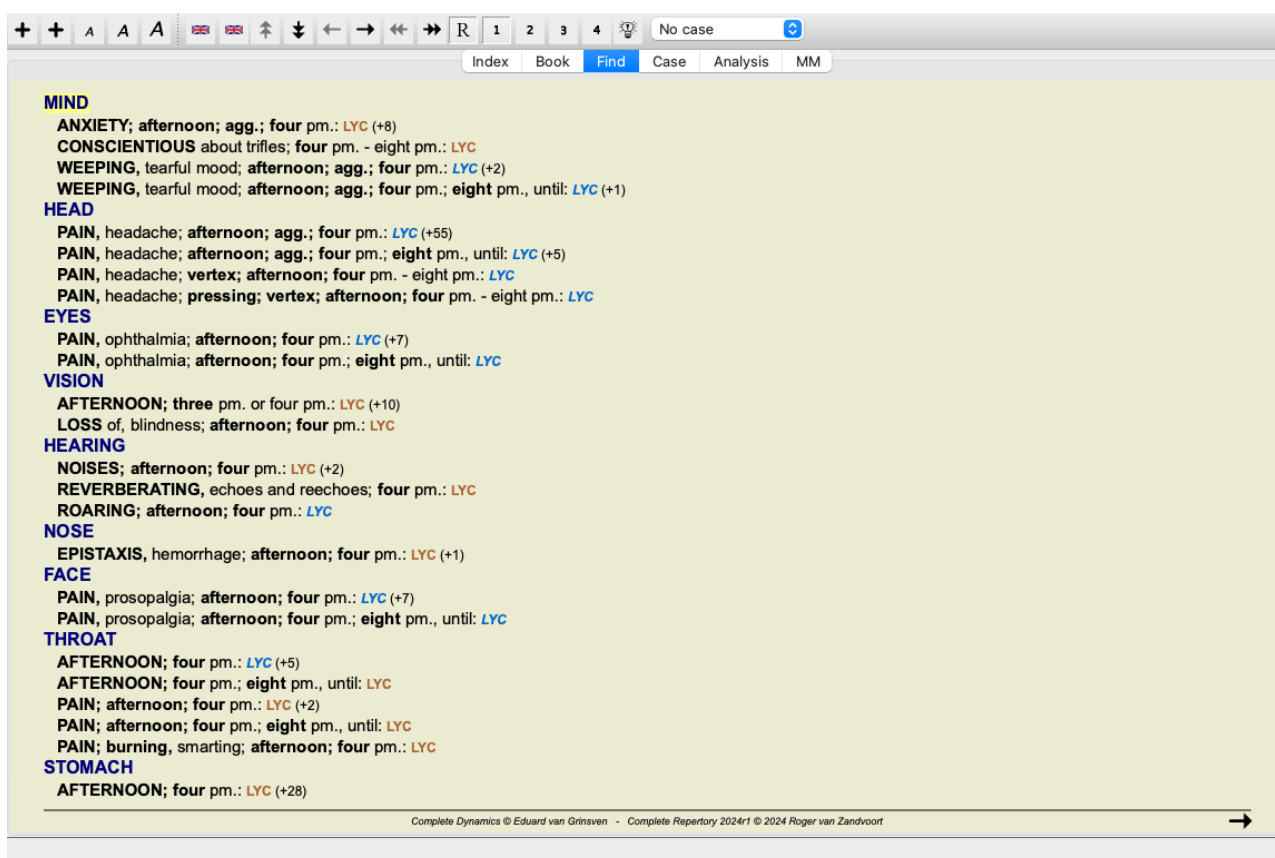 + + A A A R 1 2 3 4 No case
Index Book Find Case Analysis MM
MIND
ANXIETY; afternoon; agg.; four pm.: LYC (+8)
CONSCIENTIOUS about trifles; four pm. - eight pm.: LYC
WEEPING, tearful mood; afternoon; agg.; four pm.: LYC (+2)
WEEPING, tearful mood; afternoon; agg.; four pm.; eight pm., until: LYC (+1)
HEAD
PAIN, headache; afternoon; agg.; four pm.: LYC (+55)
PAIN, headache; afternoon; agg.; four pm.; eight pm., until: LYC (+5)
PAIN, headache; vertex; afternoon; four pm. - eight pm.: LYC
PAIN, headache; pressing; vertex; afternoon; four pm. - eight pm.: LYC
EYES
PAIN, ophthalmia; afternoon; four pm.: LYC (+7)
PAIN, ophthalmia; afternoon; four pm.; eight pm., until: LYC
VISION
AFTERNOON; three pm. or four pm.: LYC (+10)
LOSS of, blindness; afternoon; four pm.: LYC
HEARING
NOISES; afternoon; four pm.: LYC (+2)
REVERBERATING, echoes and reechoes; four pm.: LYC
ROARING; afternoon; four pm.: LYC
NOSE
EPISTAXIS, hemorrhage; afternoon; four pm.: LYC (+1)
FACE
PAIN, prosopalgia; afternoon; four pm.: LYC (+7)
PAIN, prosopalgia; afternoon; four pm.; eight pm., until: LYC
THROAT
AFTERNOON; four pm.: LYC (+5)
AFTERNOON; four pm.; eight pm., until: LYC
PAIN; afternoon; four pm.: LYC (+2)
PAIN; afternoon; four pm.; eight pm., until: LYC
PAIN; burning, smarting; afternoon; four pm.: LYC
STOMACH
AFTERNOON; four pm.: LYC (+28)
Complete Dynamics © Eduard van Grinsven - Complete Repertory 2024r1 © 2024 Roger van Zandvoort